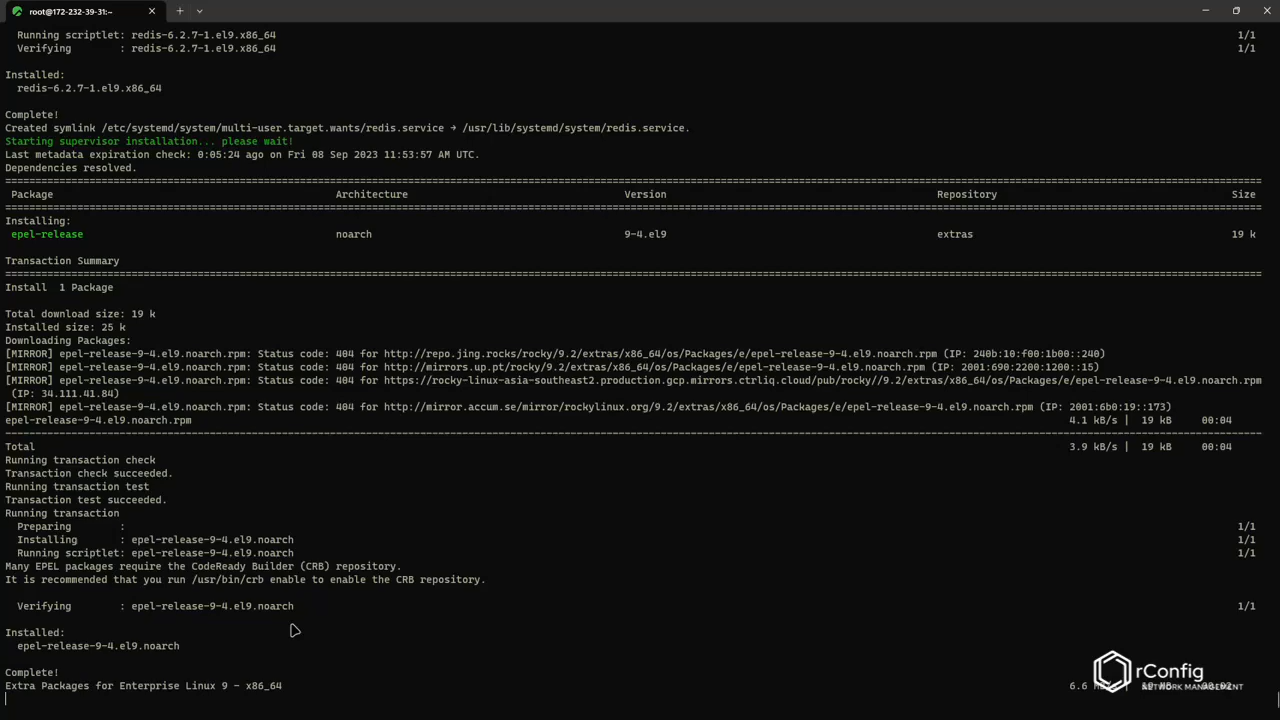 root@172-232-39-31:~
Running scriptlet: redis-6.2.7-1.el9.x86_64 1/1
Verifying : redis-6.2.7-1.el9.x86_64 1/1
Installed:
redis-6.2.7-1.el9.x86_64
Complete!
Created symlink /etc/systemd/system/multi-user.target.wants/redis.service → /usr/lib/systemd/system/redis.service.
Starting supervisor installation... please wait!
Last metadata expiration check: 0:05:24 ago on Fri 08 Sep 2023 11:53:57 AM UTC.
Dependencies resolved.
Package Architecture Version Repository Size
Installing:
epel-release noarch 9-4.el9 extras 19 k
Transaction Summary
Install 1 Package
Total download size: 19 k
Installed size: 25 k
Downloading Packages:
[MIRROR] epel-release-9-4.el9.noarch.rpm: Status code: 404 for http://repo.jing.rocks/rocky/9.2/extras/x86_64/os/Packages/e/epel-release-9-4.el9.noarch.rpm (IP: 240b:10:f00:1b00::240)
[MIRROR] epel-release-9-4.el9.noarch.rpm: Status code: 404 for http://mirrors.up.pt/rocky/9.2/extras/x86_64/os/Packages/e/epel-release-9-4.el9.noarch.rpm (IP: 2001:690:2200:1200::15)
[MIRROR] epel-release-9-4.el9.noarch.rpm: Status code: 404 for https://rocky-linux-asia-southeast2.production.gcp.mirrors.ctrliq.cloud/pub/rocky//9.2/extras/x86_64/os/Packages/e/epel-release-9-4.el9.noarch.rpm
(IP: 34.111.41.84)
[MIRROR] epel-release-9-4.el9.noarch.rpm: Status code: 404 for http://mirror.accum.se/mirror/rockylinux.org/9.2/extras/x86_64/os/Packages/e/epel-release-9-4.el9.noarch.rpm (IP: 2001:6b0:19::173)
epel-release-9-4.el9.noarch.rpm 4.1 kB/s | 19 kB 00:04
Total 3.9 kB/s | 19 kB 00:04
Running transaction check
Transaction check succeeded.
Running transaction test
Transaction test succeeded.
Running transaction
Preparing : 1/1
Installing : epel-release-9-4.el9.noarch 1/1
Running scriptlet: epel-release-9-4.el9.noarch 1/1
Many EPEL packages require the CodeReady Builder (CRB) repository.
It is recommended that you run /usr/bin/crb enable to enable the CRB repository.
Verifying : epel-release-9-4.el9.noarch 1/1
Installed:
epel-release-9-4.el9.noarch
Complete!
Extra Packages for Enterprise Linux 9 - x86_64 6.6
rConfig
NETWORK MANAGEMENT